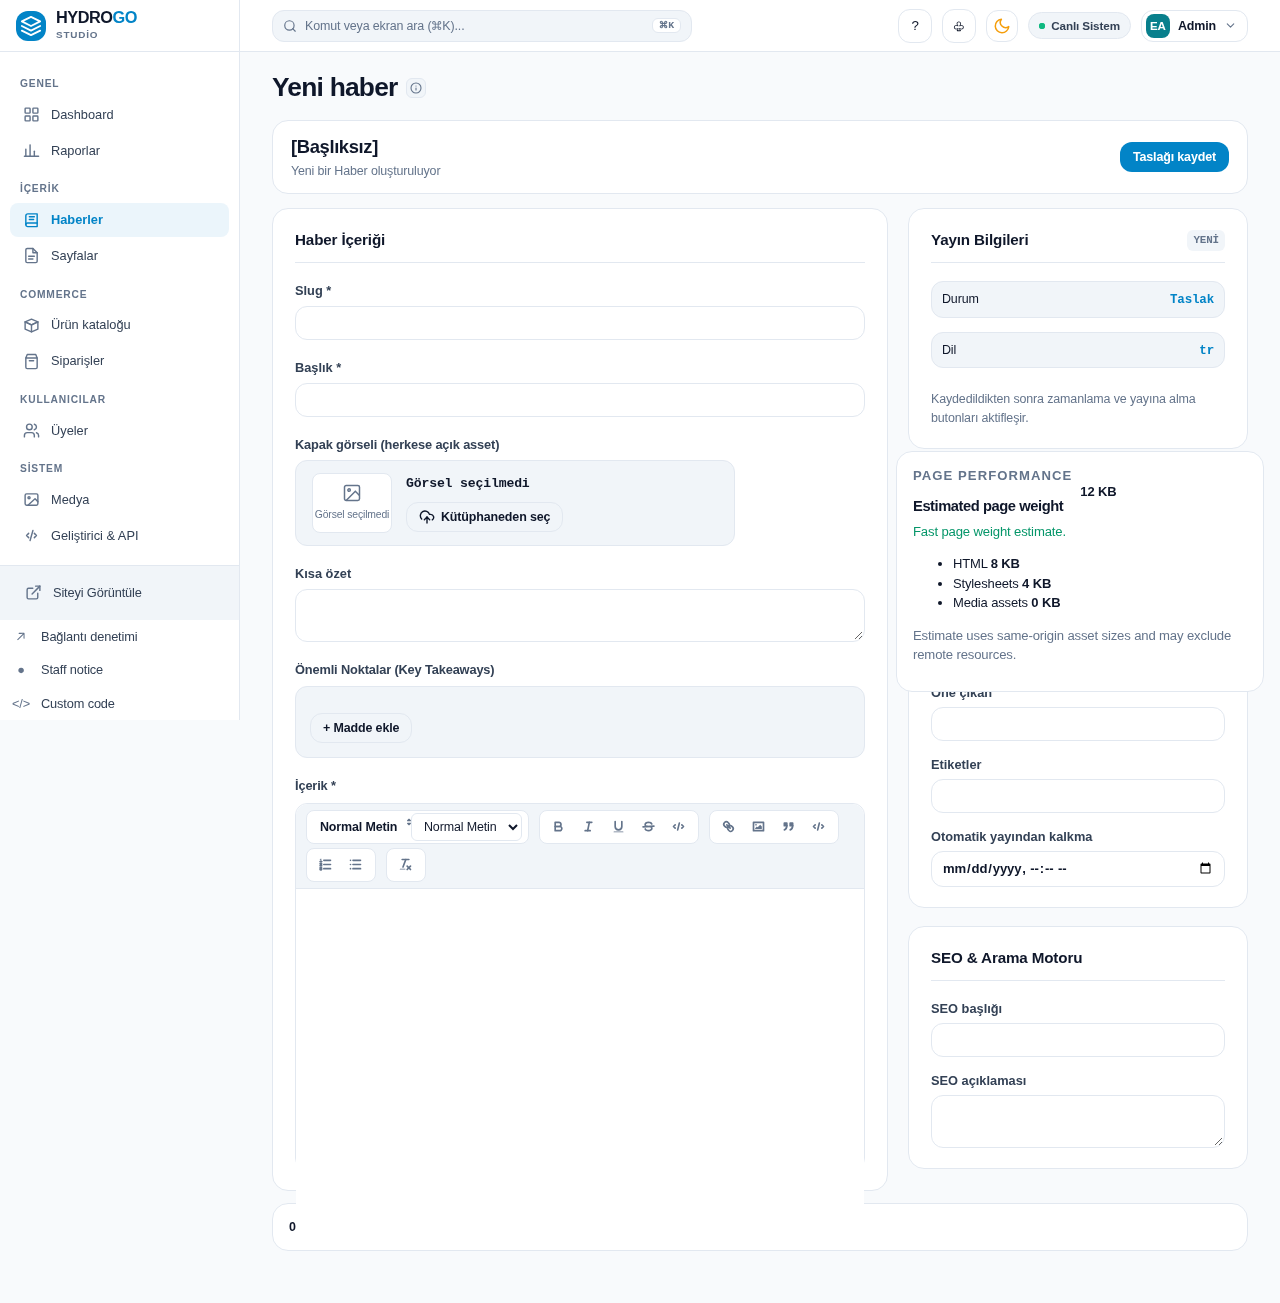 HYDROGO
STUDİO
Komut veya ekran ara (⌘K)...
⌘K
?
Canlı Sistem
EA
Admin
GENEL
Dashboard
Raporlar
İÇERİK
Haberler
Sayfalar
COMMERCE
Ürün kataloğu
Siparişler
KULLANICILAR
Üyeler
SİSTEM
Medya
Geliştirici & API
Siteyi Görüntüle
Bağlantı denetimi
Staff notice
</> Custom code
Yeni haber
[Başlıksız]
Yeni bir Haber oluşturuluyor
Taslağı kaydet
Haber İçeriği
Slug *
Başlık *
Kapak görseli (herkese açık asset)
Görsel seçilmedi
Görsel seçilmedi
Kütüphaneden seç
Kısa özet
Önemli Noktalar (Key Takeaways)
+ Madde ekle
İçerik *
Normal Metin
Normal Metin
0
Yayın Bilgileri
YENİ
Durum
Taslak
Dil
tr
Kaydedildikten sonra zamanlama ve yayına alma
butonları aktifleşir.
PAGE PERFORMANCE
12 KB
Estimated page weight
Fast page weight estimate.
HTML 8 KB
Stylesheets 4 KB
Media assets 0 KB
Estimate uses same-origin asset sizes and may exclude
remote resources.
Öne çıkan
Etiketler
Otomatik yayından kalkma
mm/dd/yyyy, --:-- --
SEO & Arama Motoru
SEO başlığı
SEO açıklaması